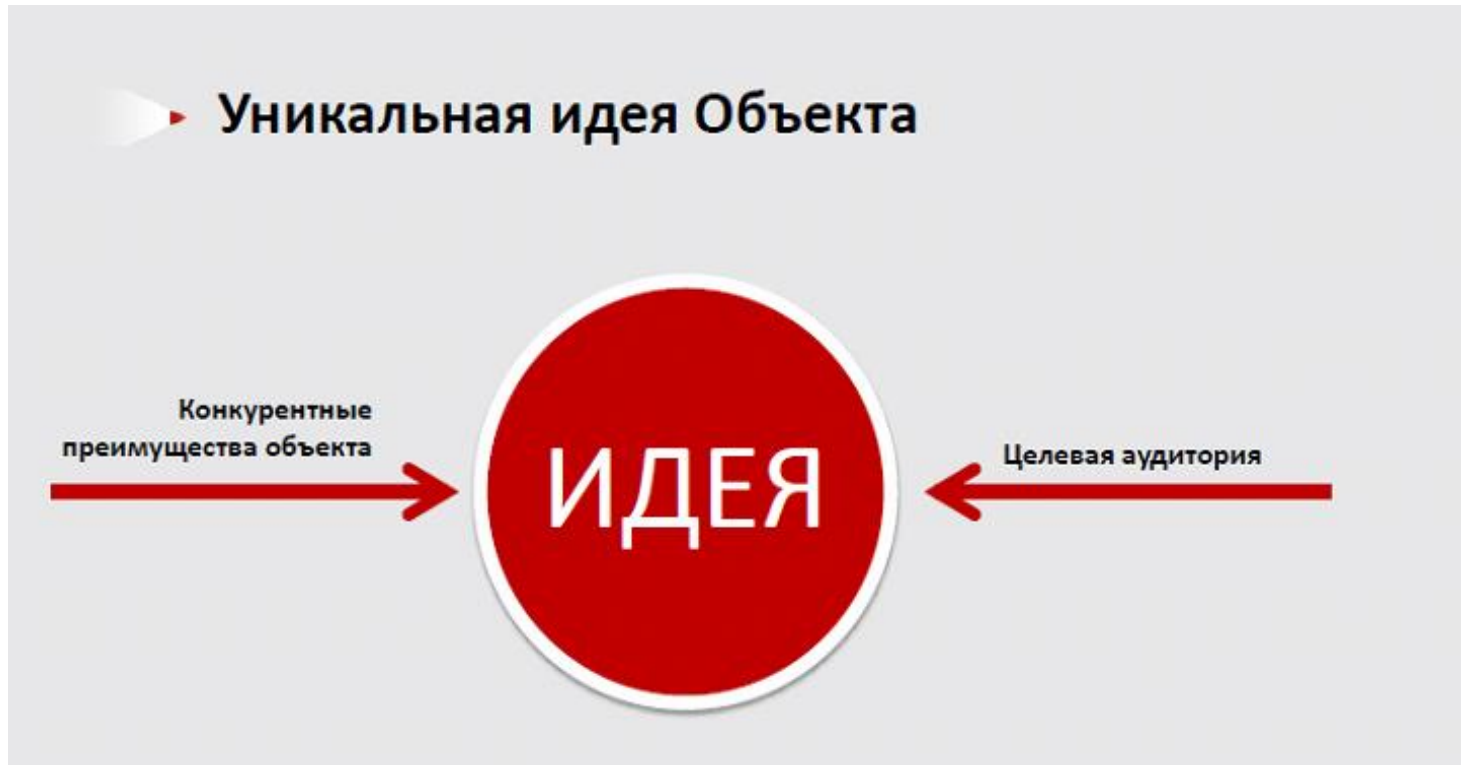 Уникальная идея Объекта
Конкурентные
преимущества объекта
ИДЕЯ
Целевая аудитория